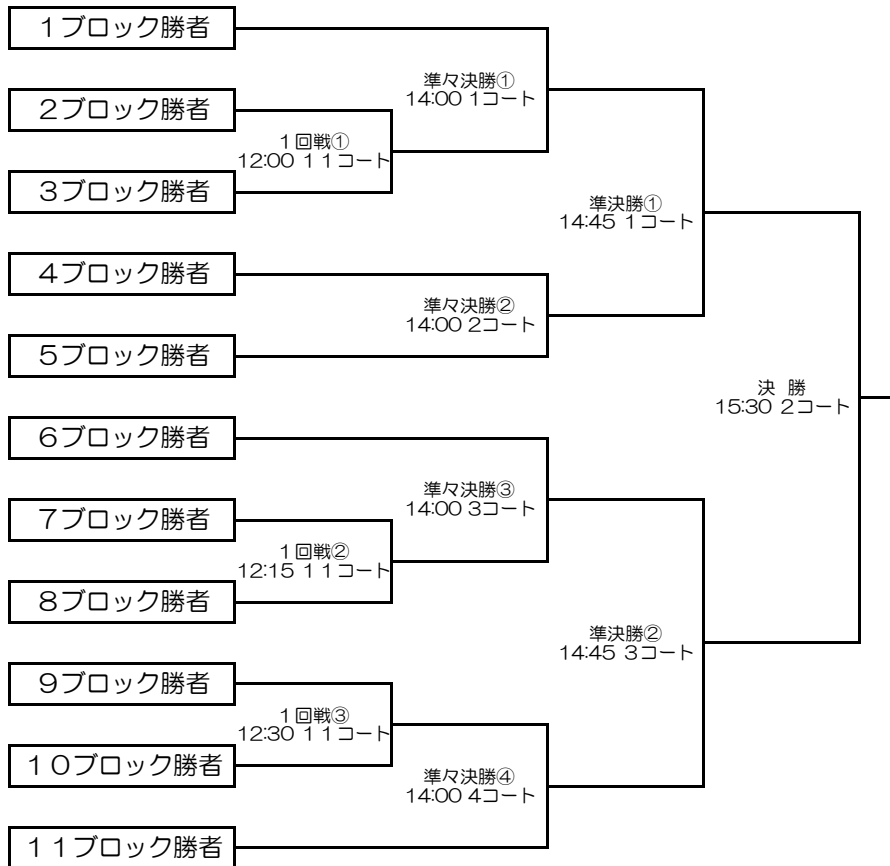 １ブロック勝者
準々決勝①
14:00 1コート
２ブロック勝者
１回戦①
12:00 １１コート
３ブロック勝者
準決勝①
14:45 1コート
４ブロック勝者
準々決勝②
14:00 2コート
５ブロック勝者
決 勝
15:30 2コート
６ブロック勝者
準々決勝③
14:00 3コート
７ブロック勝者
１回戦②
12:15 １１コート
８ブロック勝者
準決勝②
14:45 3コート
９ブロック勝者
１回戦③
12:30 １１コート
１０ブロック勝者
準々決勝④
14:00 4コート
１１ブロック勝者